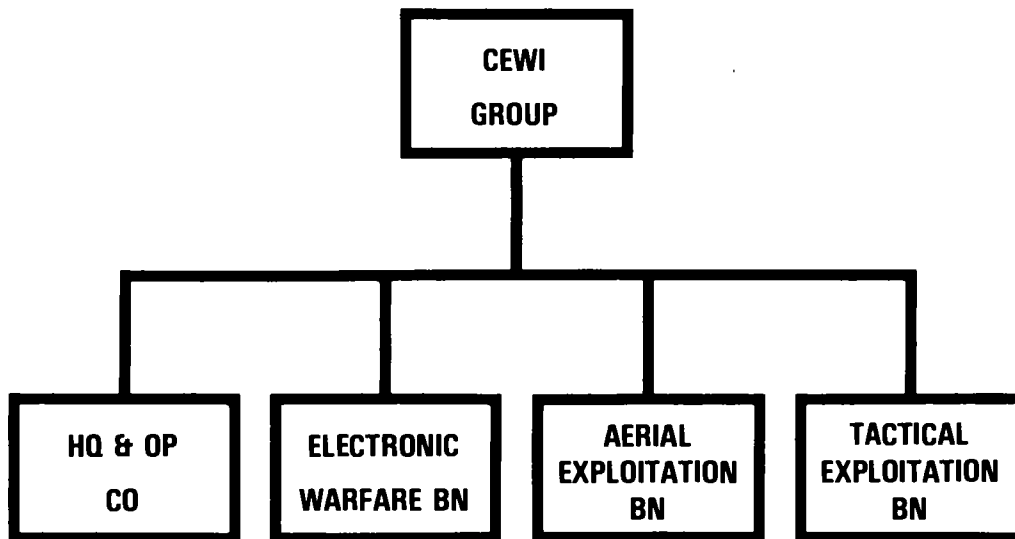 CEWI
GROUP
HQ & OP
CO
ELECTRONIC
WARFARE BN
AERIAL
EXPLOITATION
BN
TACTICAL
EXPLOITATION
BN